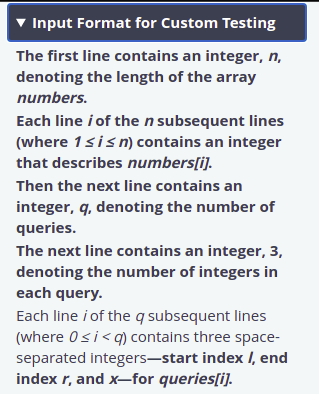 ▼ Input Format for Custom Testing
The first line contains an integer, n,
denoting the length of the array
numbers.
Each line i of the n subsequent lines
(where 1 ≤ i ≤ n) contains an integer
that describes numbers[i].
Then the next line contains an
integer, q, denoting the number of
queries.
The next line contains an integer, 3,
denoting the number of integers in
each query.
Each line i of the q subsequent lines
(where 0 ≤ i < q) contains three space-
separated integers—start index l, end
index r, and x—for queries[i].